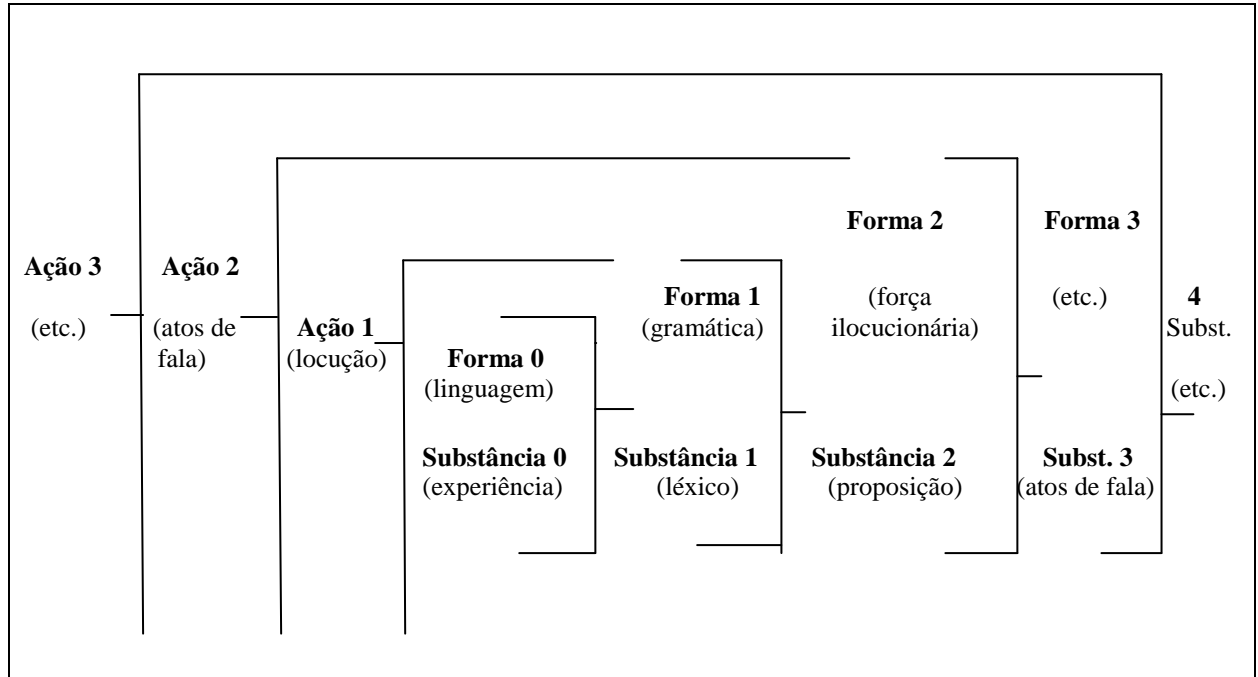 Forma 2
Forma 3
Ação 3
Ação 2
Forma 1
(força
(etc.)
4
(etc.)
(atos de
fala)
Ação 1
(locução)
(gramática)
ilocucionária)
Subst.
Forma 0
(linguagem)
(etc.)
Substância 0
(experiência)
Substância 1
(léxico)
Substância 2
(proposição)
Subst. 3
(atos de fala)